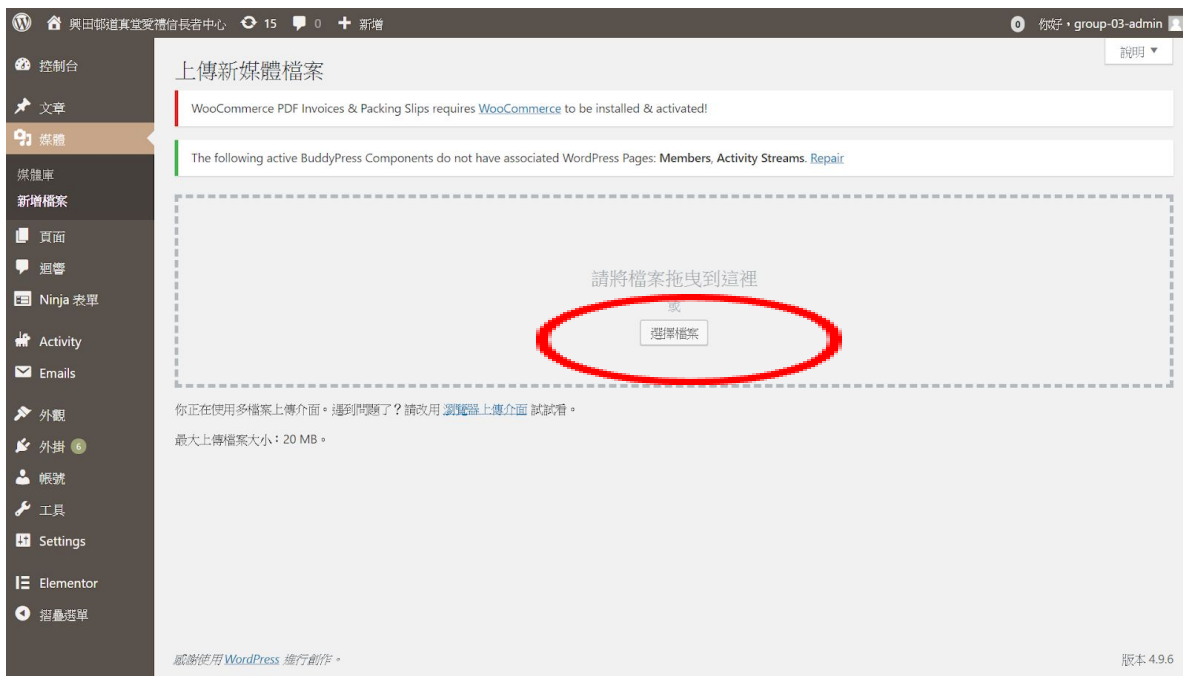 興田邨道真堂愛禮信長者中心 15 0 新增
0 你好,group-03-admin
說明
控制台
文章
媒體
媒體庫
新增檔案
頁面
迴響
Ninja 表單
Activity
Emails
外觀
外掛 6
帳號
工具
Settings
Elementor
摺疊選單
上傳新媒體檔案
WooCommerce PDF Invoices & Packing Slips requires WooCommerce to be installed & activated!
The following active BuddyPress Components do not have associated WordPress Pages: Members, Activity Streams. Repair
請將檔案拖曳到這裡
或
選擇檔案
你正在使用多檔案上傳介面。遇到問題了?請改用 瀏覽器上傳介面 試試看。
最大上傳檔案大小:20 MB。
感謝使用 WordPress 進行創作。
版本 4.9.6